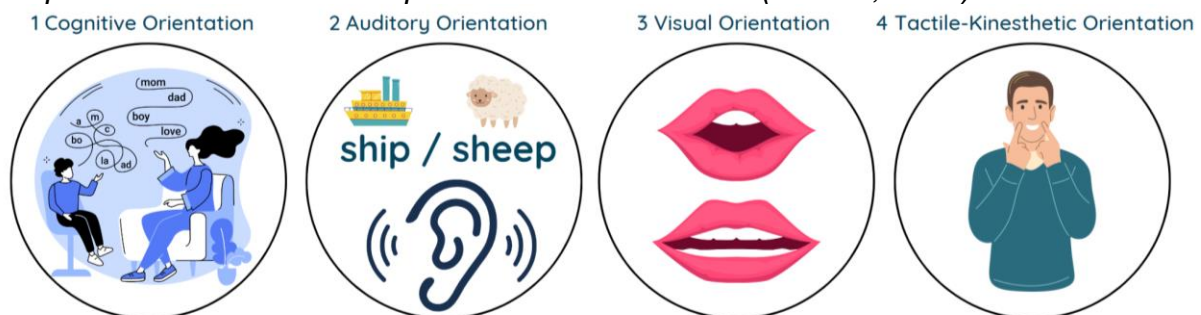 1 Cognitive Orientation
2 Auditory Orientation
3 Visual Orientation
4 Tactile-Kinesthetic Orientation
mom
dad
boy
love
a
m
c
bo
la
ad
ship / sheep